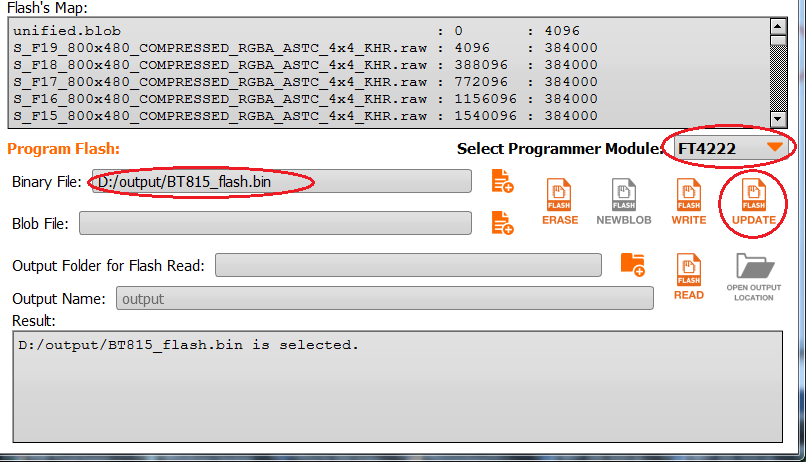 Flash's Map:
unified.blob : 0 : 4096
S_F19_800x480_COMPRESSED_RGBA_ASTC_4x4_KHR.raw : 4096 : 384000
S_F18_800x480_COMPRESSED_RGBA_ASTC_4x4_KHR.raw : 388096 : 384000
S_F17_800x480_COMPRESSED_RGBA_ASTC_4x4_KHR.raw : 772096 : 384000
S_F16_800x480_COMPRESSED_RGBA_ASTC_4x4_KHR.raw : 1156096 : 384000
S_F15_800x480_COMPRESSED_RGBA_ASTC_4x4_KHR.raw : 1540096 : 384000
Program Flash: Select Programmer Module: FT4222
Binary File: D:/output/BT815_flash.bin
FLASH FLASH FLASH FLASH
ERASE NEWBLOB WRITE UPDATE
Blob File:
Output Folder for Flash Read:
FLASH
READ
OPEN OUTPUT
LOCATION
Output Name: output
Result:
D:/output/BT815_flash.bin is selected.